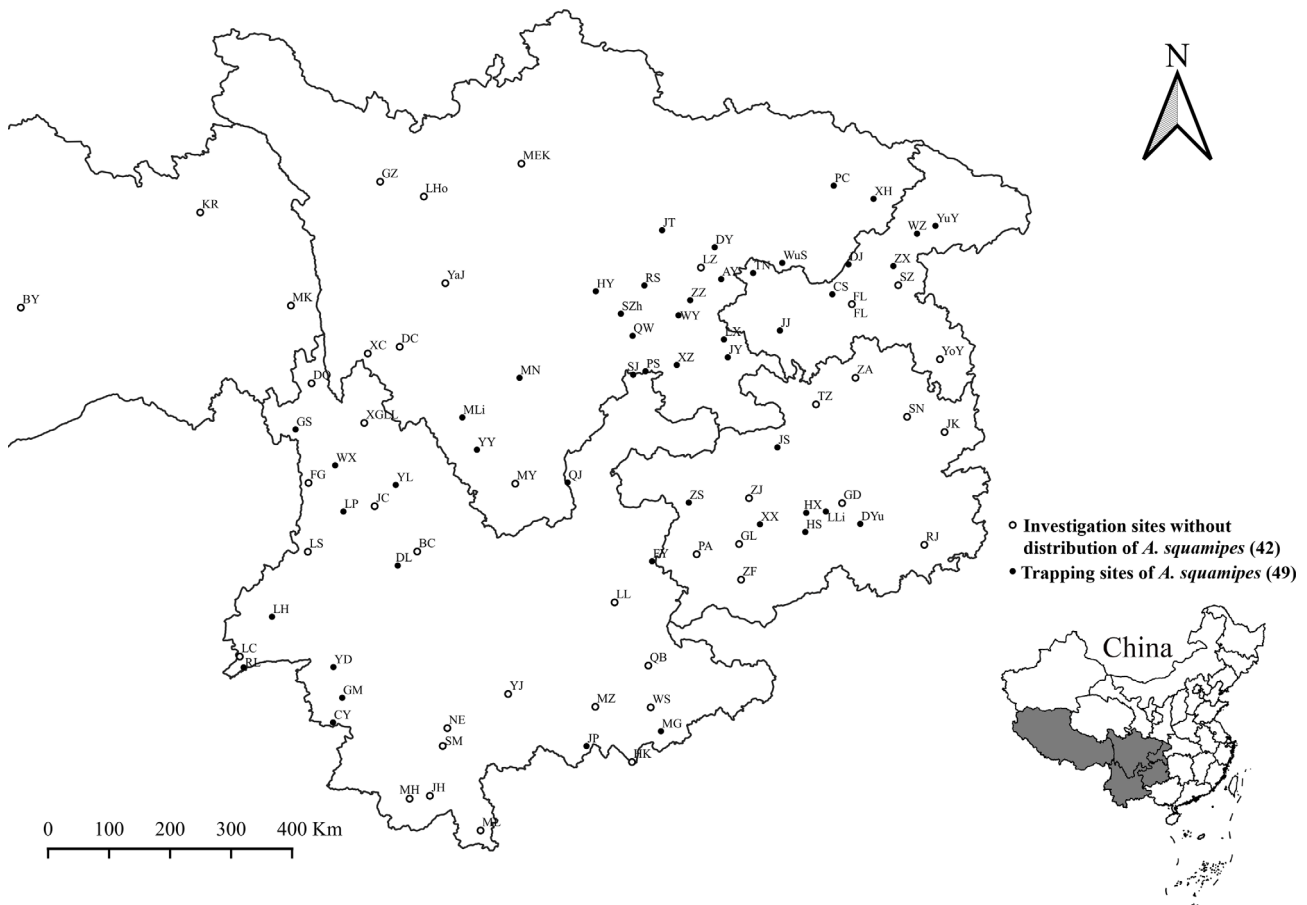 N
MEK
GZ
LHo
PC
XH
KR
YuY
WZ
JT
DY
WuS
DJ
ZX
LZ
TN
AY
SZ
YaJ
RS
HY
CS
FL
FL
ZZ
MK
BY
SZh
WY
JJ
QW
LX
DC
XC
JY
YoY
XZ
PS
SJ
ZA
MN
DQ
TZ
SN
MLi
XGLL
GS
JK
JS
YY
WX
FG
YL
MY
QJ
JC
LP
ZS
ZJ
GD
HX
LLi
XX
HS
DYu
GL
RJ
LS
BC
DL
PA
FY
ZF
LL
LH
LC
RL
YD
QB
GM
YJ
MZ
WS
CY
NE
MG
SM
JP
HK
MH
JH
ML
Investigation sites without
distribution of A. squamipes (42)
Trapping sites of A. squamipes (49)
China
0 100 200 300 400 Km